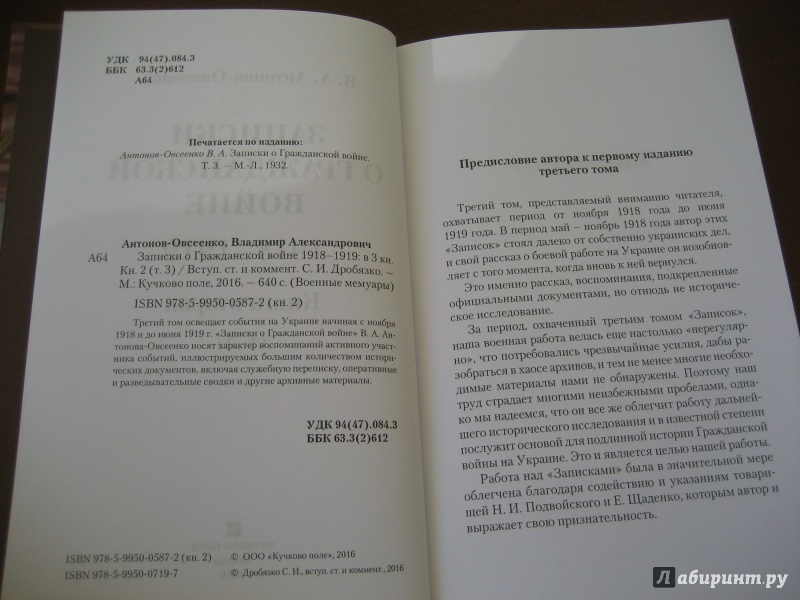 УДК 94(47).084.3
ББК 63.3(2)612
А64
Печатается по изданию:
Антонов-Овсеенко В. А. Записки о Гражданской войне.
Т. 3. – М.-Л., 1932.
Антонов-Овсеенко, Владимир Александрович
А64 Записки о Гражданской войне 1918–1919: в 3 кн.
Кн. 2 (т. 3) / Вступ. ст. и коммент. С. И. Дробязко. –
М.: Кучково поле, 2016. – 640 с. (Военные мемуары)
ISBN 978-5-9950-0587-2 (кн. 2)
Третий том освещает события на Украине начиная с ноября
1918 и до июня 1919 г. «Записки о Гражданской войне» В. А. Ан-
тонова-Овсеенко носят характер воспоминаний активного участ-
ника событий, иллюстрируемых большим количеством истори-
ческих документов, включая служебную переписку, оперативные
и разведывательные сводки и другие архивные материалы.
УДК 94(47).084.3
ББК 63.3(2)612
ISBN 978-5-9950-0587-2 (кн. 2) © ООО «Кучково поле», 2016
ISBN 978-5-9950-0719-7 © Дробязко С. И., вступ. ст. и коммент., 2016
Предисловие автора к первому изданию
третьего тома
Третий том, представляемый вниманию читателя,
охватывает период от ноября 1918 года до июня
1919 года. В период май – ноябрь 1918 года автор этих
«Записок» стоял далеко от собственно украинских дел,
и свой рассказ о боевой работе на Украине он возобнов-
ляет с того момента, когда вновь к ней вернулся.
Это именно рассказ, воспоминания, подкрепленные
официальными документами, но отнюдь не историче-
ское исследование.
За период, охваченный третьим томом «Записок»,
наша военная работа велась еще настолько «нерегуляр-
но», что потребовались чрезвычайные усилия, дабы ра-
зобраться в хаосе архивов, и тем не менее многие необхо-
димые материалы нами не обнаружены. Поэтому наш
труд страдает многими неизбежными пробелами, одна-
ко мы надеемся, что он все же облегчит работу дальней-
шего исторического исследования и в известной степени
послужит основой для подлинной истории Гражданской
войны на Украине. Это и является целью нашей работы.
Работа над «Записками» была в значительной мере
облегчена благодаря содействию и указаниям товари-
щей Н. И. Подвойского и Е. Щаденко, которым автор и
выражает свою признательность.
Лабиринт.ру